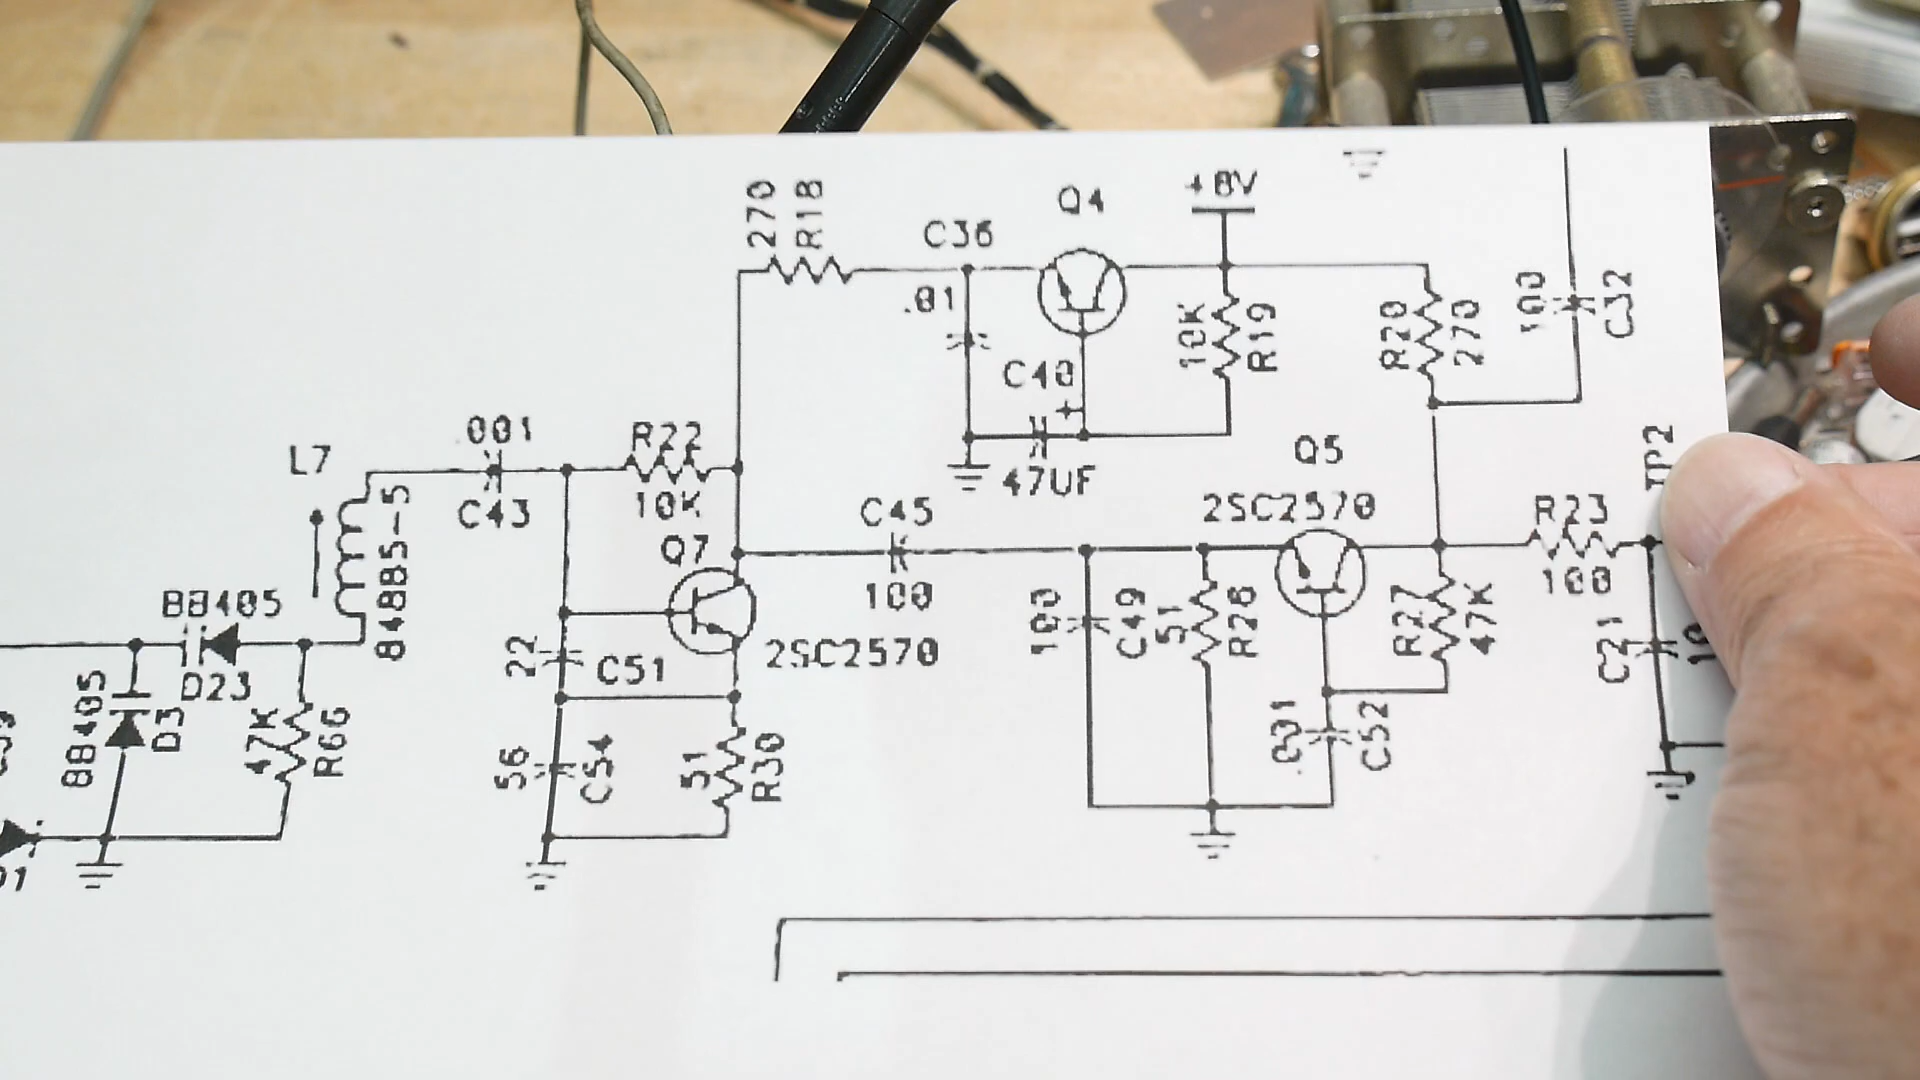 270
R18
C36
.01
Q4
+8V
10K
R19
R20
270
100
C32
C40
+
47UF
L7
84885-5
.001
C43
R22
10K
Q7
2SC2570
C45
100
Q5
2SC2570
R23
100
TP2
BB405
D23
BB405
D3
47K
R66
22
C51
56
C54
51
R30
100
C49
51
R26
R27
47K
.001
C52
C21